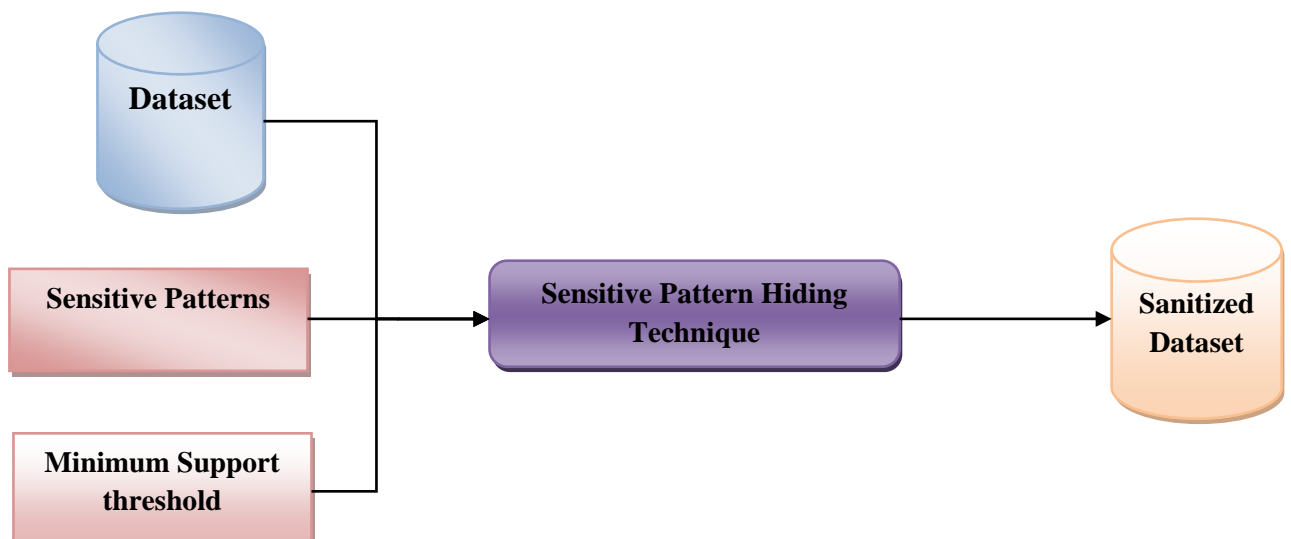 Dataset
Sensitive Patterns
Minimum Support
threshold
Sensitive Pattern Hiding
Technique
Sanitized
Dataset